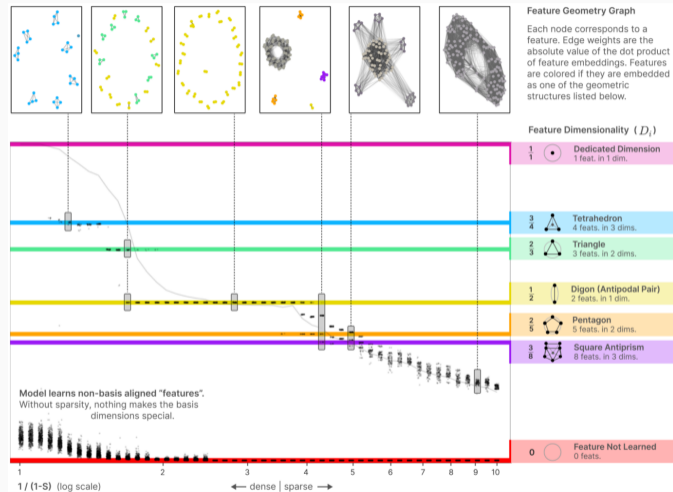 Feature Geometry Graph
Each node corresponds to a
feature. Edge weights are the
absolute value of the dot product
of feature embeddings. Features
are colored if they are embedded
as one of the geometric
structures listed below.
Feature Dimensionality ( D_i )
1/1 Dedicated Dimension
1 feat. in 1 dim.
3/4 Tetrahedron
4 feats. in 3 dims.
2/3 Triangle
3 feats. in 2 dims.
1/2 Digon (Antipodal Pair)
2 feats. in 1 dim.
2/5 Pentagon
5 feats. in 2 dims.
3/8 Square Antiprism
8 feats. in 3 dims.
Model learns non-basis aligned "features".
Without sparsity, nothing makes the basis
dimensions special.
0 Feature Not Learned
0 feats.
1 2 3 4 5 6 7 8 9 10
1 / (1-S) (log scale) ← dense | sparse →